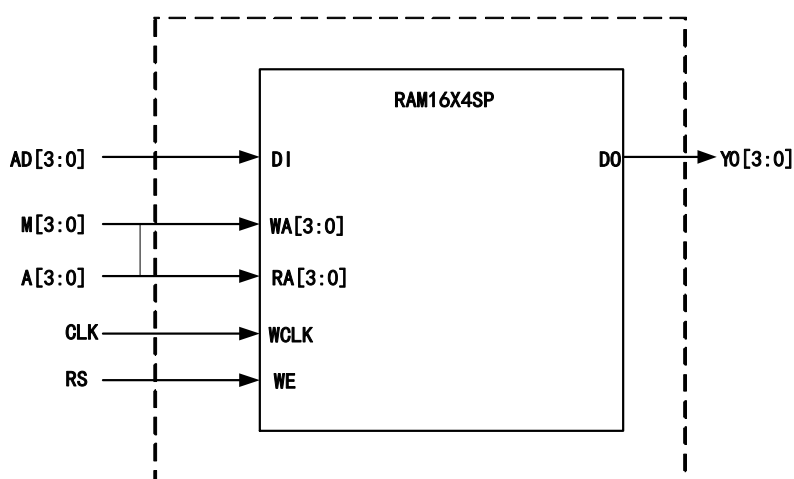 RAM16X4SP
AD[3:0] DI DO YO[3:0]
M[3:0] WA[3:0]
A[3:0] RA[3:0]
CLK WCLK
RS WE